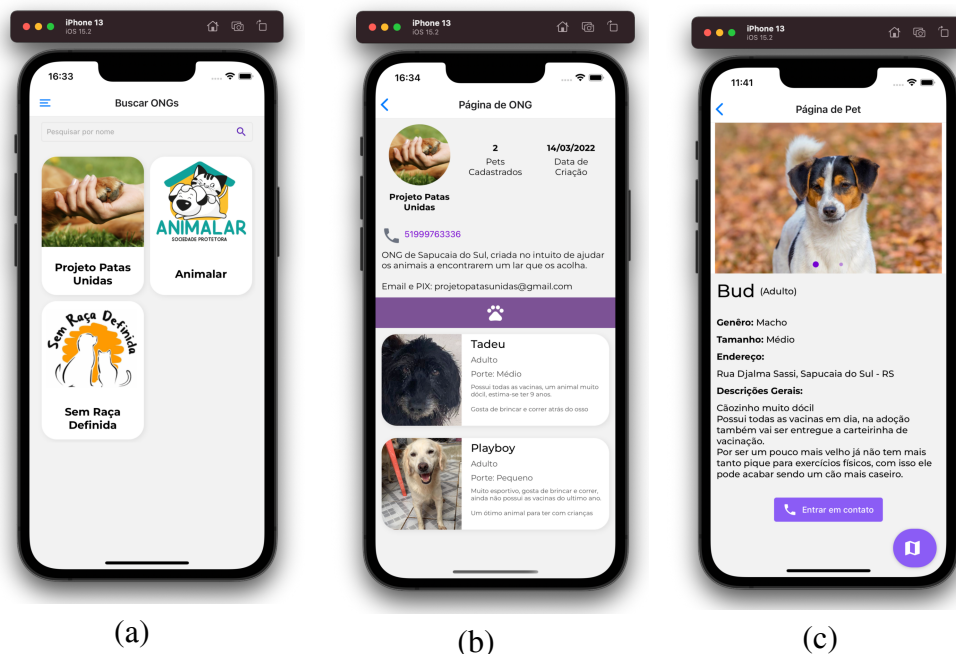 iPhone 13
iOS 15.2
16:33
Buscar ONGs
Pesquisar por nome
Projeto Patas
Unidas
ANIMALAR
SOCIEDADE PROTETORA
Animalar
Sem Raça Definida
Sem Raça
Definida
(a)
iPhone 13
iOS 15.2
16:34
Página de ONG
2
Pets
Cadastrados
14/03/2022
Data de
Criação
Projeto Patas
Unidas
51999763336
ONG de Sapucaia do Sul, criada no intuito de ajudar
os animais a encontrarem um lar que os acolha.
Email e PIX: projetopatasunidas@gmail.com
Tadeu
Adulto
Porte: Médio
Possui todas as vacinas, um animal muito
dócil, estima-se ter 9 anos.
Gosta de brincar e correr atrás do osso
Playboy
Adulto
Porte: Pequeno
Muito esportivo, gosta de brincar e correr,
ainda não possui as vacinas do ultimo ano.
Um ótimo animal para ter com crianças
(b)
iPhone 13
iOS 15.2
11:41
Página de Pet
Bud (Adulto)
Genêro: Macho
Tamanho: Médio
Endereço:
Rua Djalma Sassi, Sapucaia do Sul - RS
Descrições Gerais:
Cãozinho muito dócil
Possui todas as vacinas em dia, na adoção
também vai ser entregue a carteirinha de
vacinação.
Por ser um pouco mais velho já não tem mais
tanto pique para exercícios físicos, com isso ele
pode acabar sendo um cão mais caseiro.
Entrar em contato
(c)